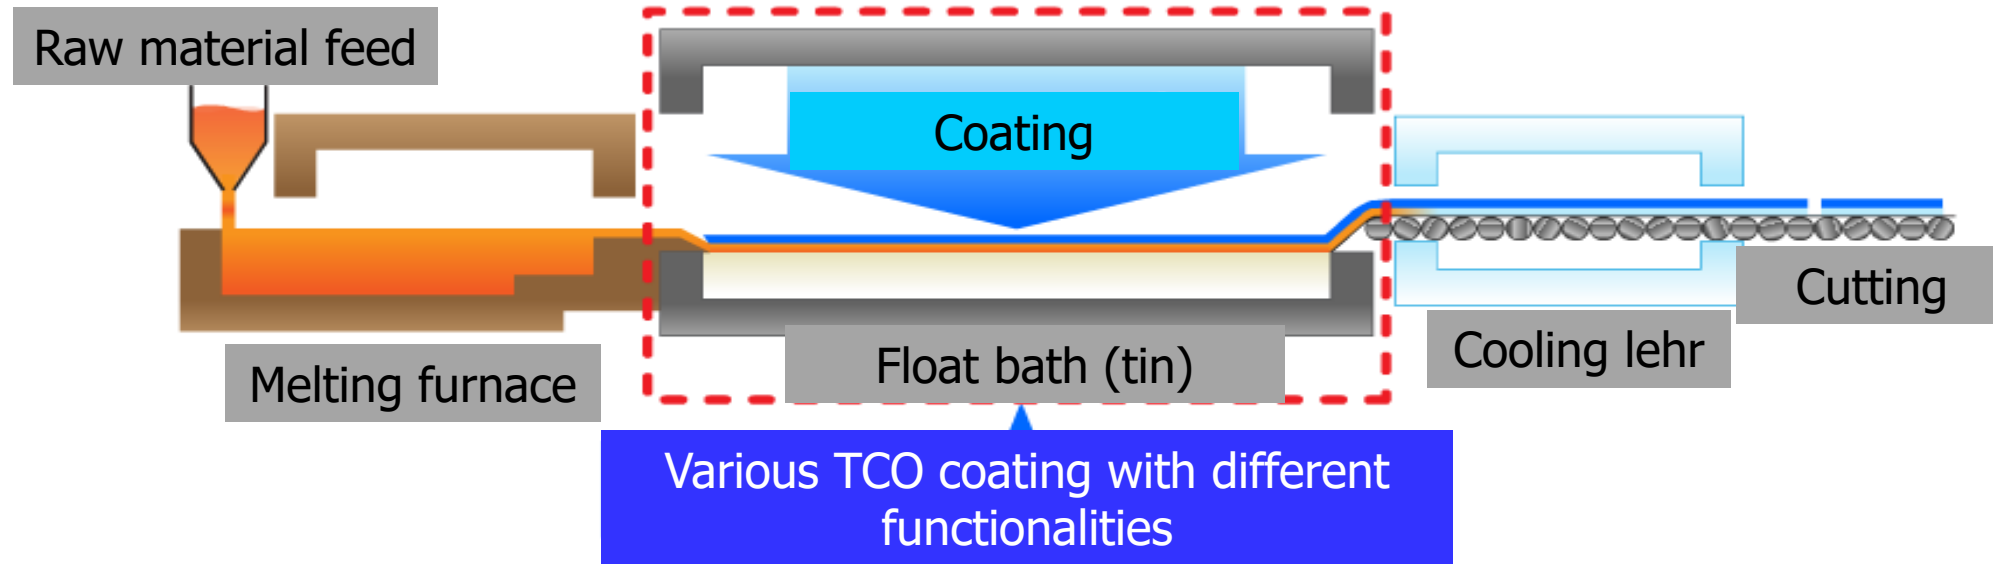 Raw material feed
Coating
Cutting
Cooling lehr
Float bath (tin)
Melting furnace
Various TCO coating with different
functionalities